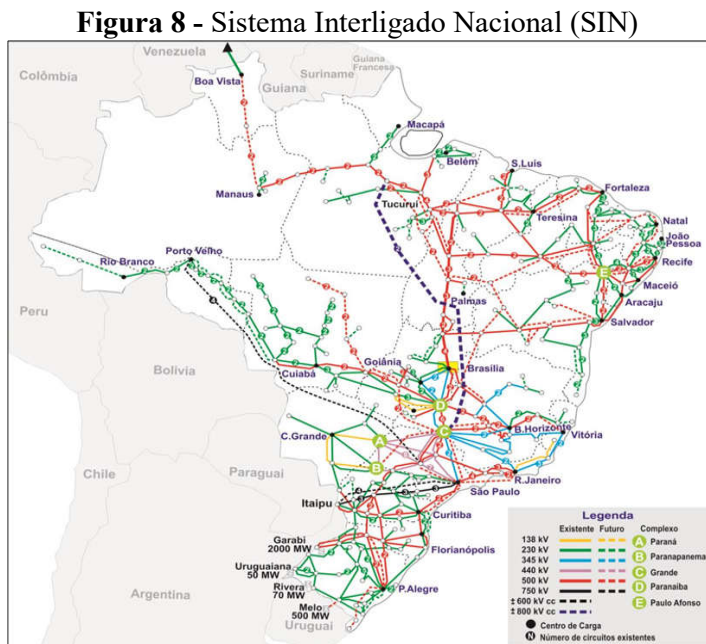 Figura 8 - Sistema Interligado Nacional (SIN)
Venezuela
Colômbia
Boa Vista
Guiana
Suriname
Guiana Francesa
Macapá
Belém
S.Luis
Fortaleza
Manaus
Tucuruí
Teresina
Natal
João Pessoa
Recife
Maceió
Aracaju
Salvador
Porto Velho
Rio Branco
Peru
Palmas
Bolívia
Cuiabá
Goiânia
Brasília
D
E
C.Grande
A
B
C
B.Horizonte
Vitória
Chile
Paraguai
R.Janeiro
São Paulo
Itaipu
Curitiba
Garabi
2000 MW
Florianópolis
Uruguaiana
50 MW
Rivera
70 MW
P.Alegre
Melo
500 MW
Argentina
Uruguai
Legenda
Existente Futuro Complexo
138 kV A Paraná
230 kV B Paranapanema
345 kV
440 kV C Grande
500 kV D Paranaiba
750 kV E Paulo Afonso
±600 kV cc
±800 kV cc
Centro de Carga
N Número de circuitos existentes